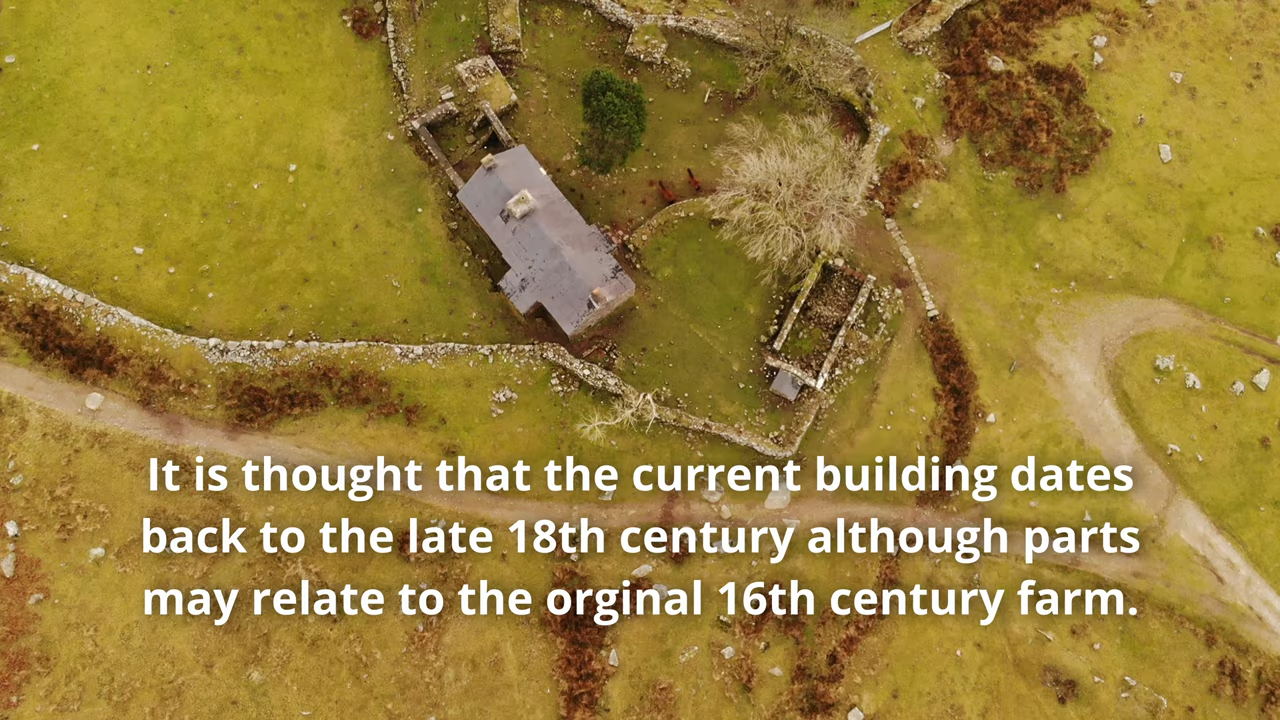 It is thought that the current building dates
back to the late 18th century although parts
may relate to the orginal 16th century farm.